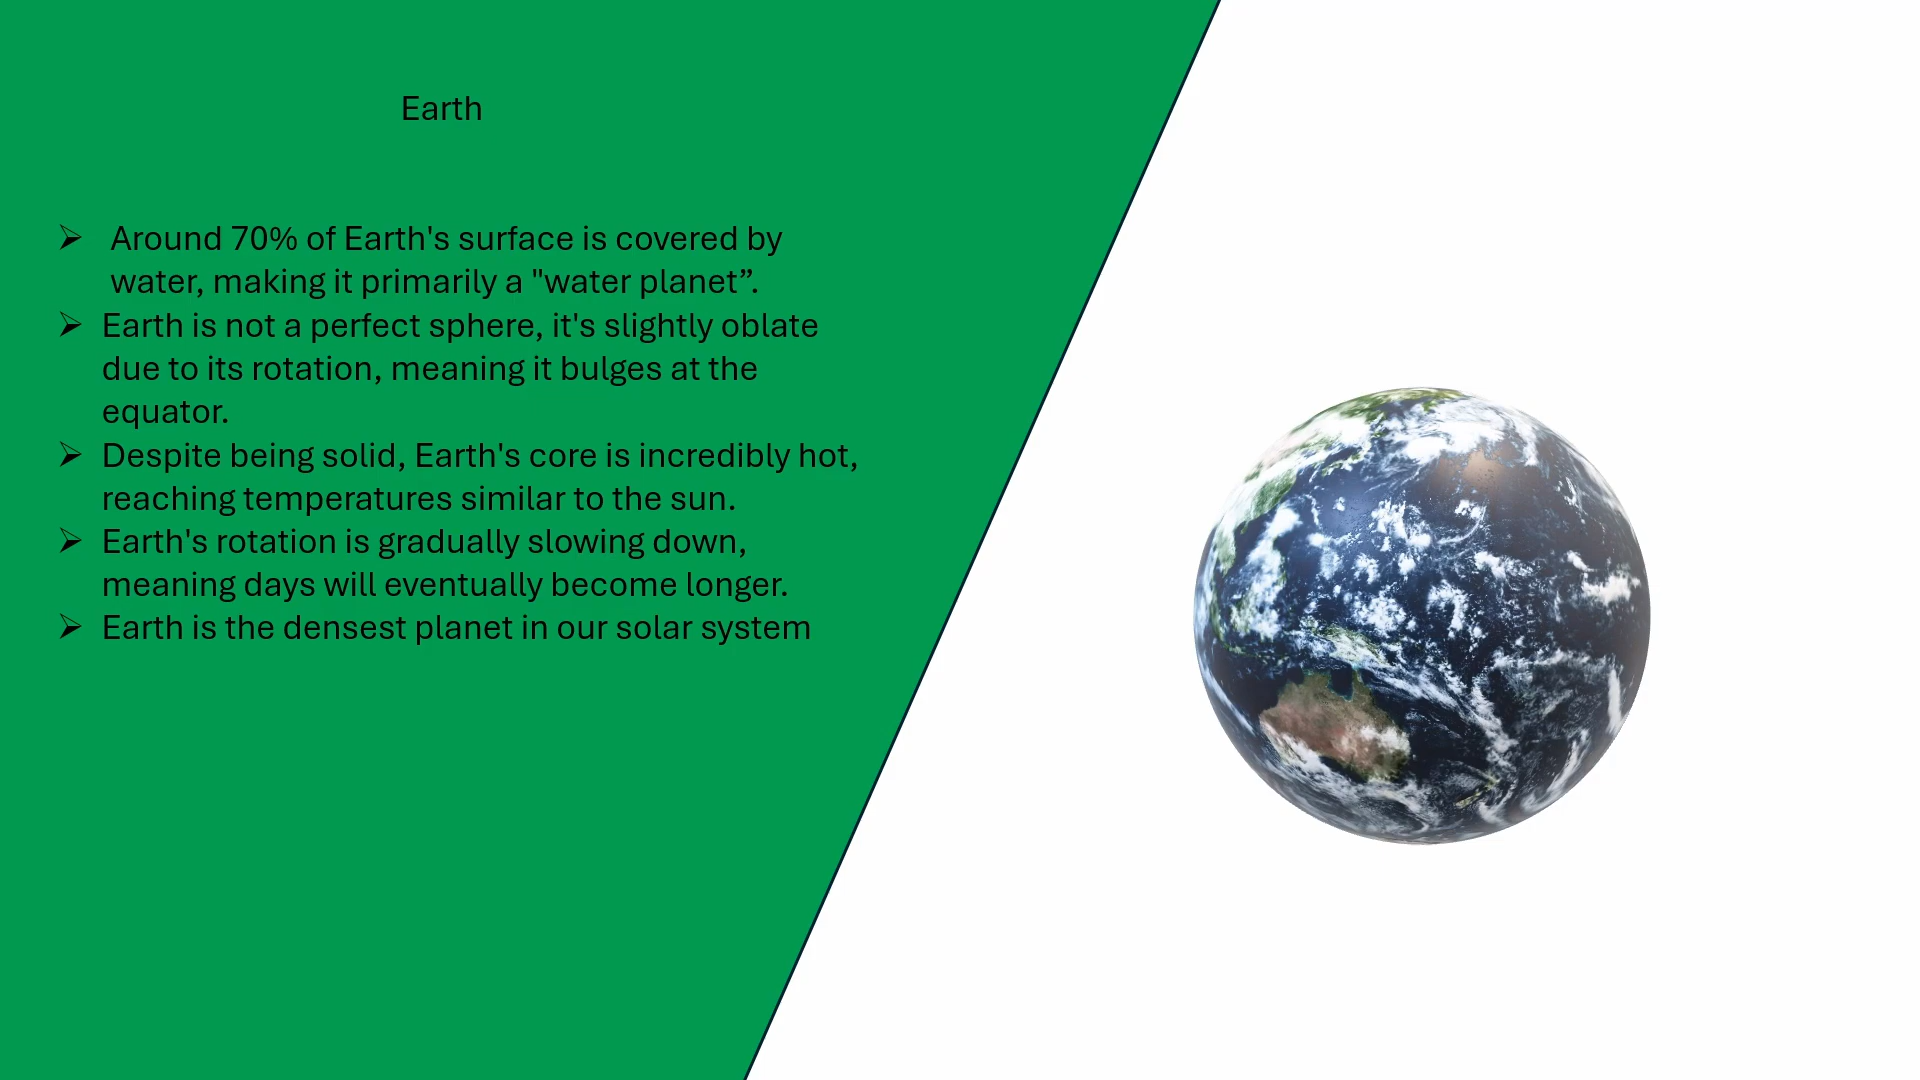 Earth
➢ Around 70% of Earth's surface is covered by
water, making it primarily a "water planet”.
➢ Earth is not a perfect sphere, it's slightly oblate
due to its rotation, meaning it bulges at the
equator.
➢ Despite being solid, Earth's core is incredibly hot,
reaching temperatures similar to the sun.
➢ Earth's rotation is gradually slowing down,
meaning days will eventually become longer.
➢ Earth is the densest planet in our solar system